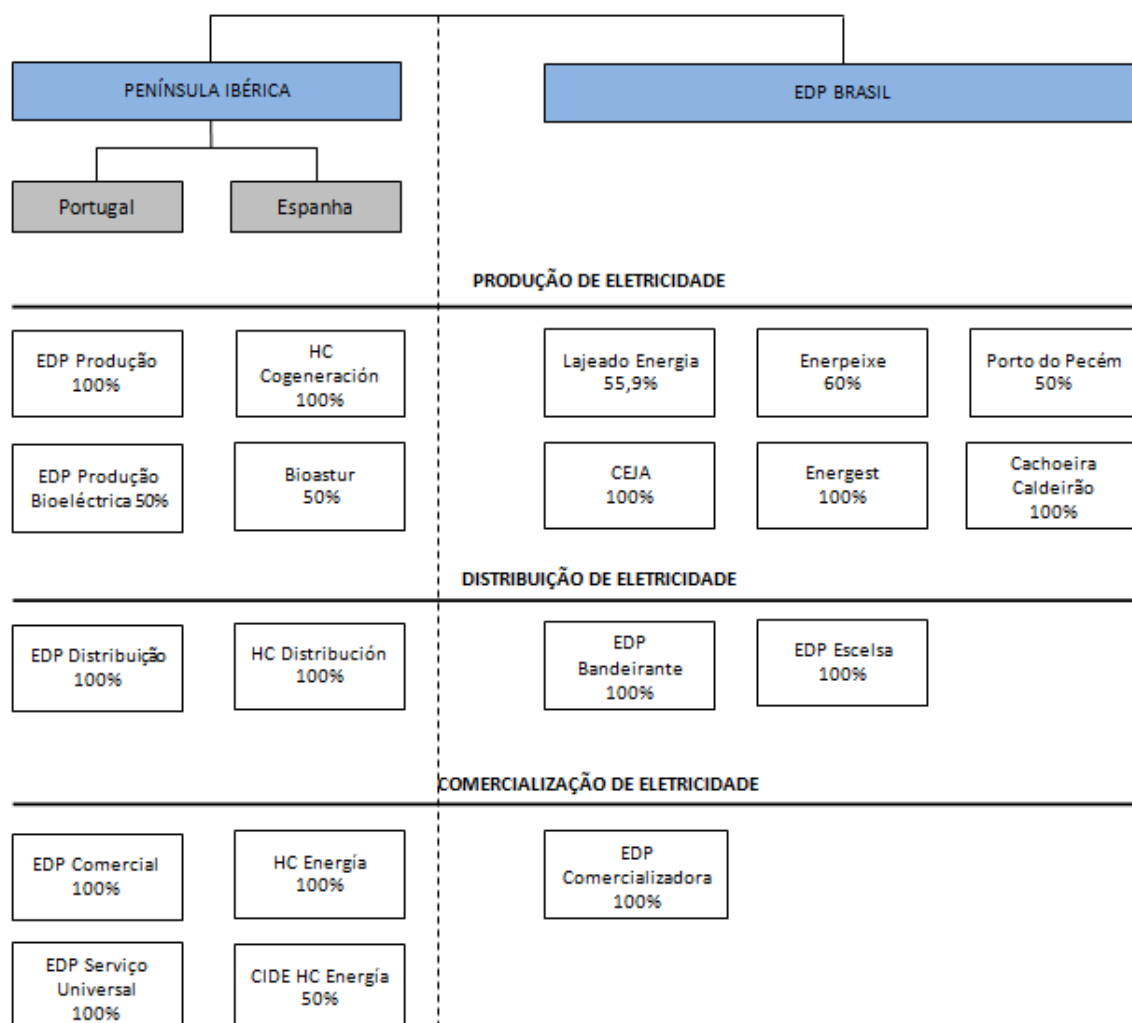 PENÍNSULA IBÉRICA
EDP BRASIL
Portugal
Espanha
PRODUÇÃO DE ELETRICIDADE
EDP Produção
100%
HC
Cogeneración
100%
Lajeado Energia
55,9%
Enerpeixe
60%
Porto do Pecém
50%
EDP Produção
Bioeléctrica 50%
Bioastur
50%
CEJA
100%
Energest
100%
Cachoeira
Caldeirão
100%
DISTRIBUIÇÃO DE ELETRICIDADE
EDP Distribuição
100%
HC Distribución
100%
EDP
Bandeirante
100%
EDP Escelsa
100%
COMERCIALIZAÇÃO DE ELETRICIDADE
EDP Comercial
100%
HC Energía
100%
EDP
Comercializadora
100%
EDP Serviço
Universal
100%
CIDE HC Energía
50%